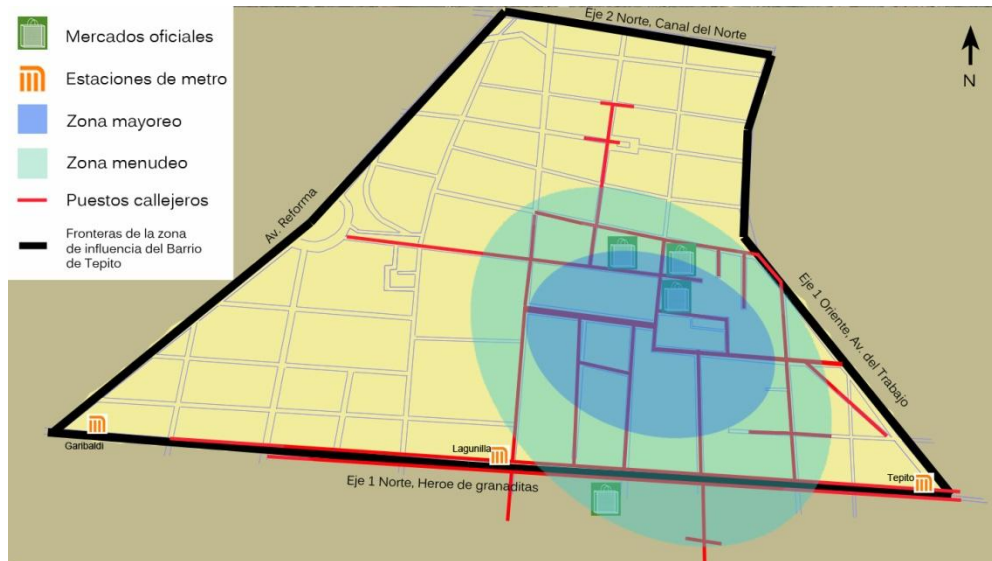 Mercados oficiales
Estaciones de metro
Zona mayoreo
Zona menudeo
Puestos callejeros
Fronteras de la zona
de influencia del Barrio
de Tepito
Eje 2 Norte, Canal del Norte
N
Av. Reforma
Eje 1 Oriente, Av. del Trabajo
Garibaldi
Lagunilla
Tepito
Eje 1 Norte, Heroe de granaditas